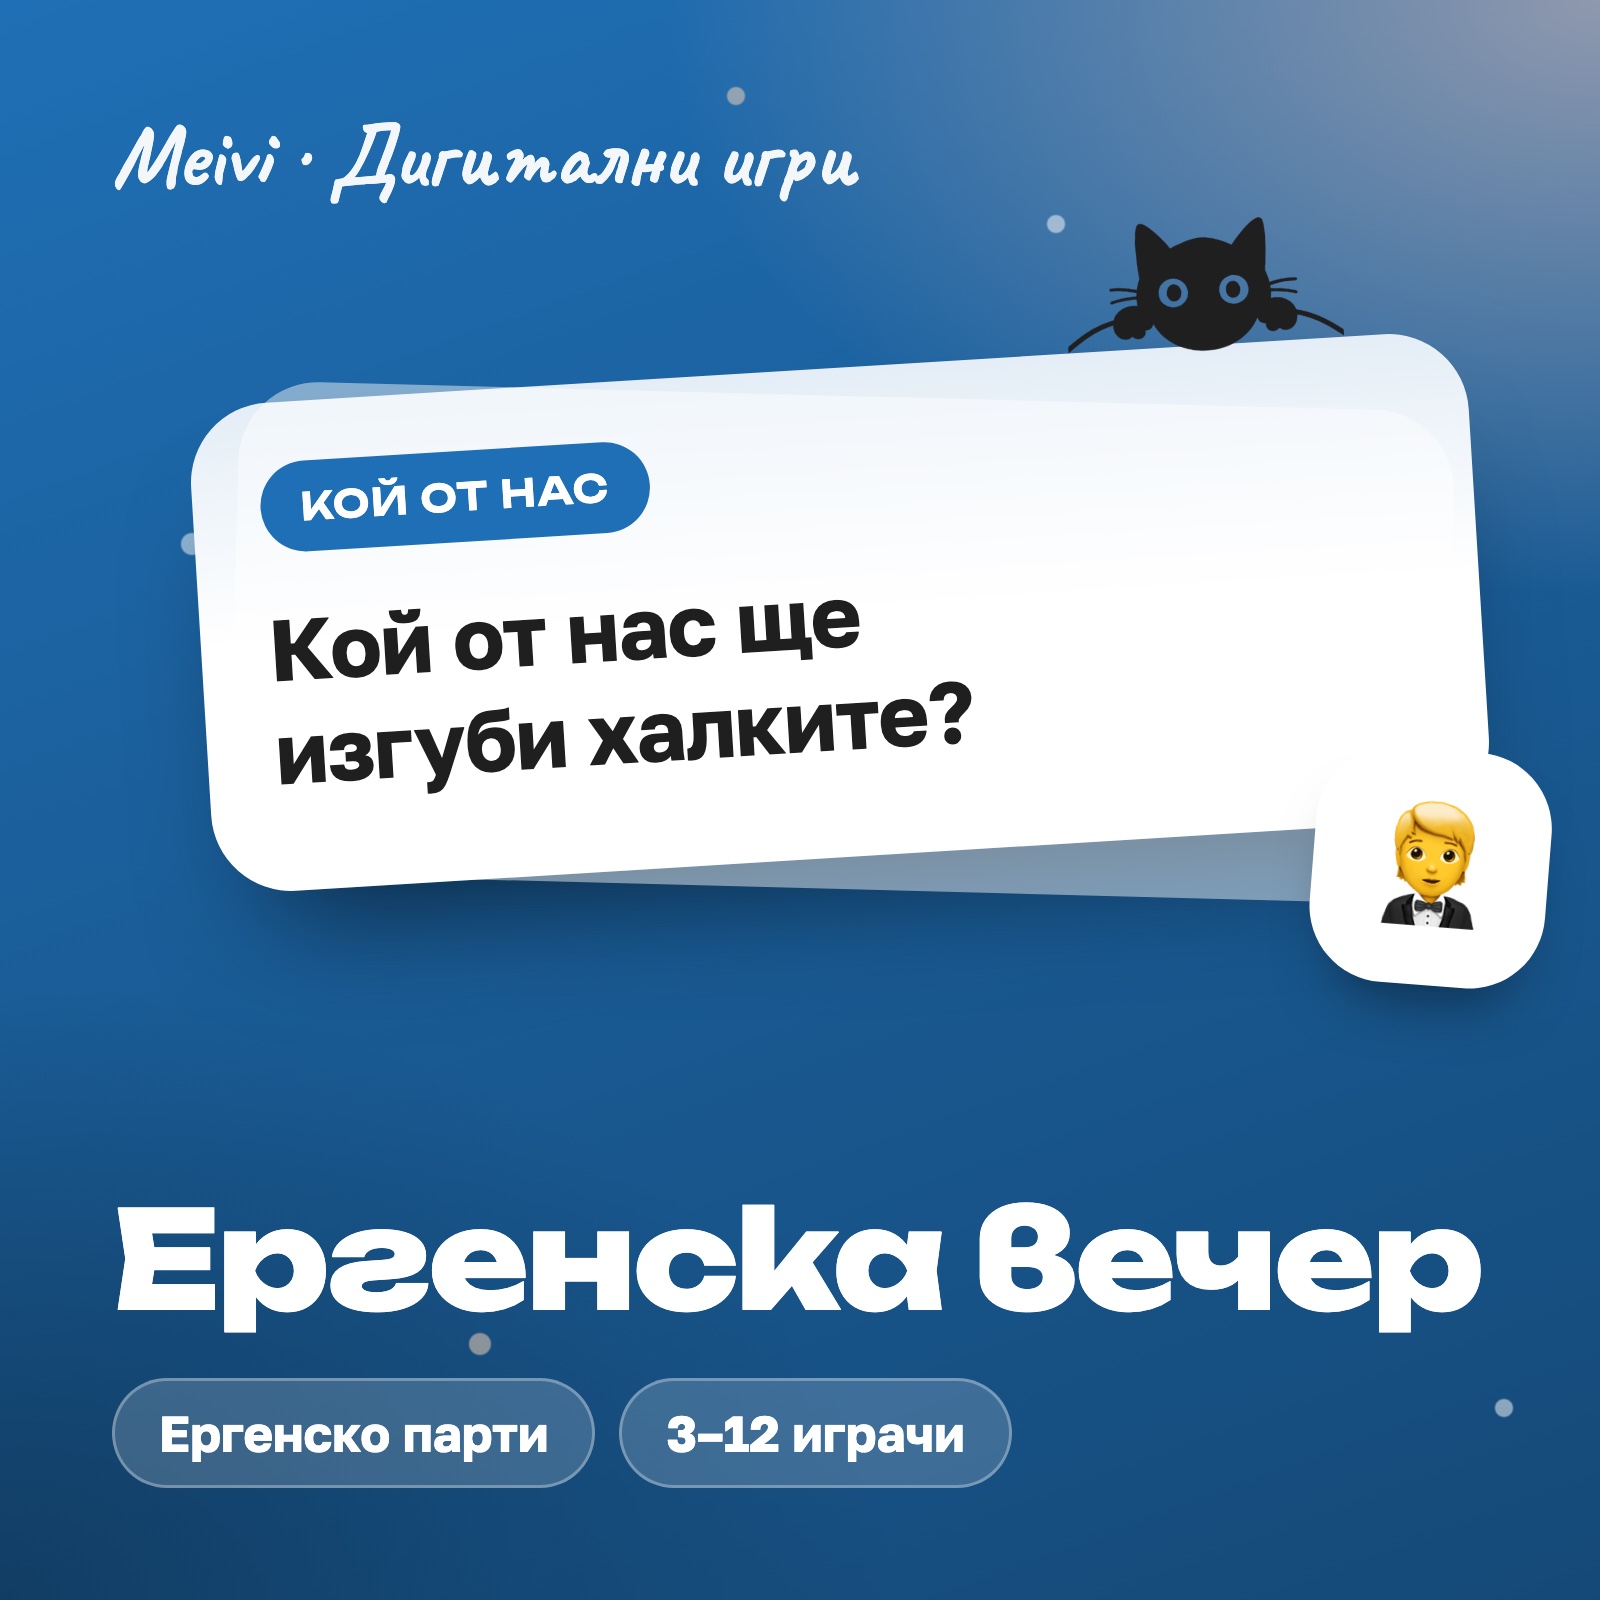 Meivi · Дигитални игри
КОЙ ОТ НАС
Кой от нас ще
изгуби халките?
Ергенска вечер
Ергенско парти
3–12 играчи